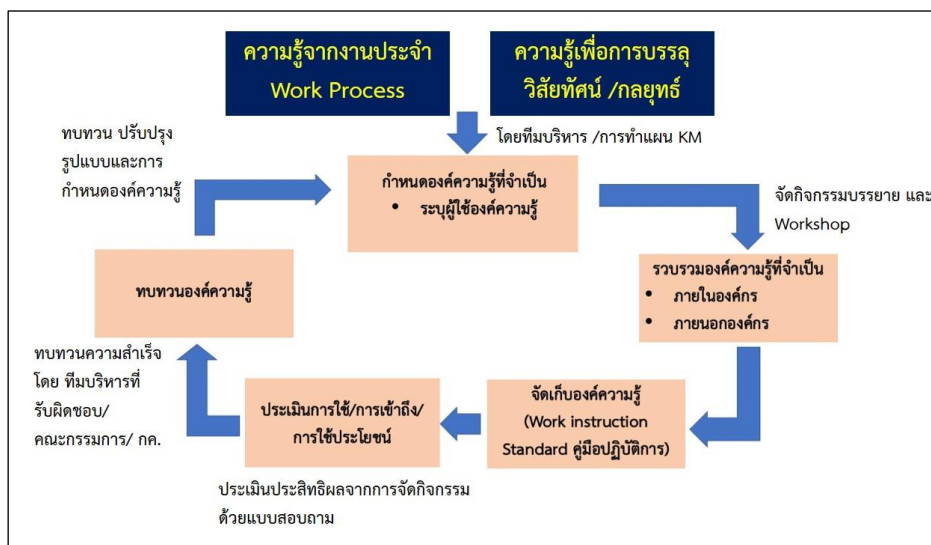 ความรู้จากงานประจำ
Work Process
ความรู้เพื่อการบรรลุ
วิสัยทัศน์ /กลยุทธ์
โดยทีมบริหาร /การทำแผน KM
กำหนดองค์ความรู้ที่จำเป็น
• ระบุผู้ใช้องค์ความรู้
จัดกิจกรรมบรรยาย และ
Workshop
รวบรวมองค์ความรู้ที่จำเป็น
• ภายในองค์กร
• ภายนอกองค์กร
จัดเก็บองค์ความรู้
(Work instruction
Standard คู่มือปฏิบัติการ)
ประเมินการใช้/การเข้าถึง/
การใช้ประโยชน์
ประเมินประสิทธิผลจากการจัดกิจกรรม
ด้วยแบบสอบถาม
ทบทวนความสำเร็จ
โดย ทีมบริหารที่
รับผิดชอบ/
คณะกรรมการ/ กค.
ทบทวนองค์ความรู้
ทบทวน ปรับปรุง
รูปแบบและการ
กำหนดองค์ความรู้